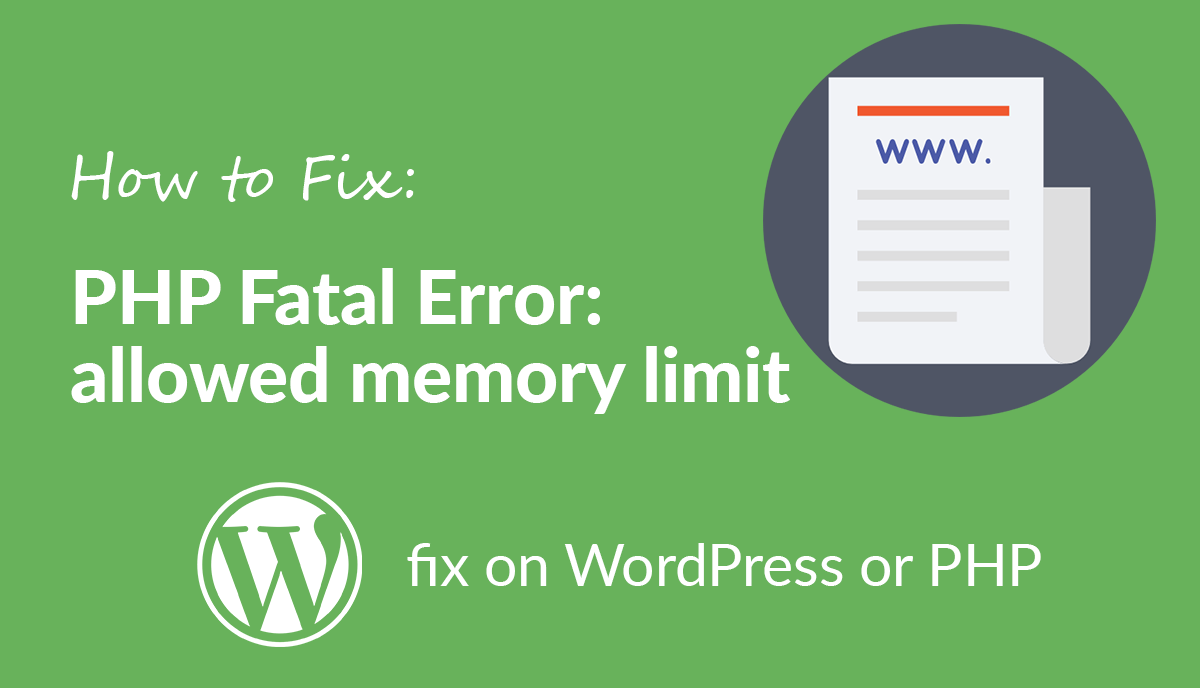 How to Fix:
PHP Fatal Error:
allowed memory limit
www.
fix on WordPress or PHP